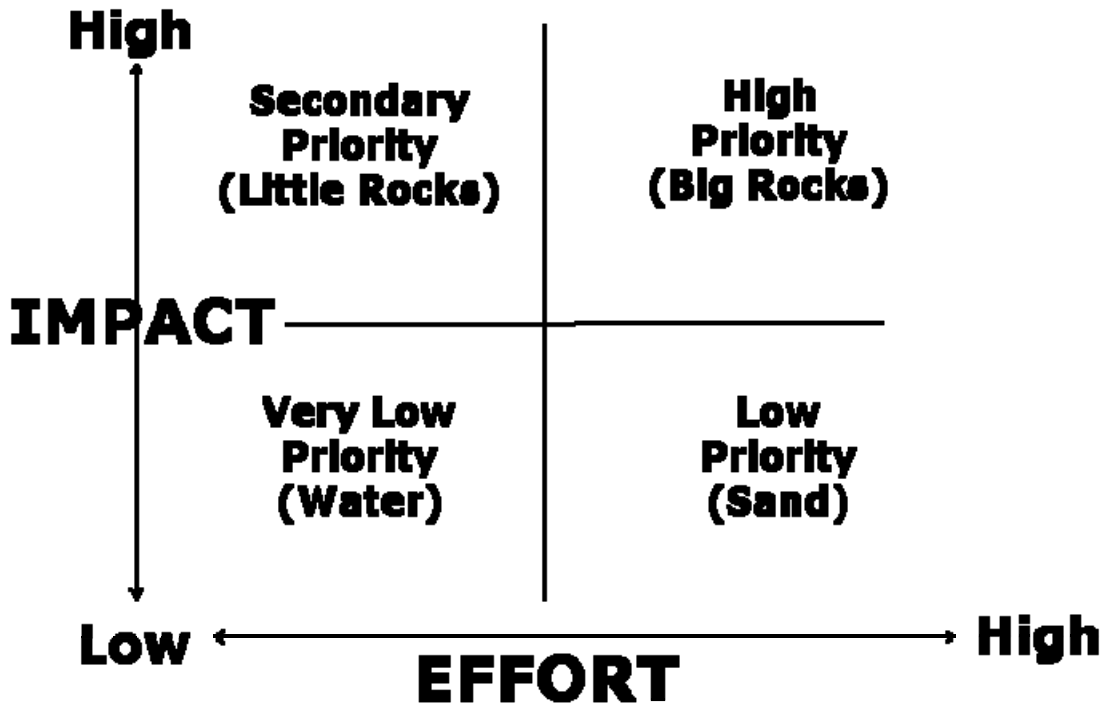 High
Secondary
Priority
(Little Rocks)
High
Priority
(Big Rocks)
IMPACT
Very Low
Priority
(Water)
Low
Priority
(Sand)
Low
High
EFFORT